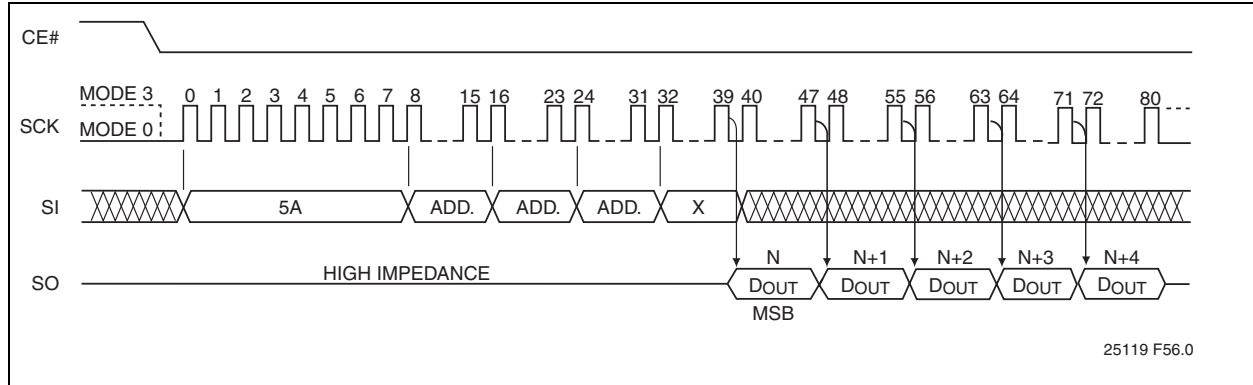 CE#
MODE 3
0 1 2 3 4 5 6 7 8 15 16 23 24 31 32 39 40 47 48 55 56 63 64 71 72 80
SCK
MODE 0
SI
5A ADD. ADD. ADD. X
N N+1 N+2 N+3 N+4
HIGH IMPEDANCE
SO
DOUT DOUT DOUT DOUT DOUT
MSB
25119 F56.0